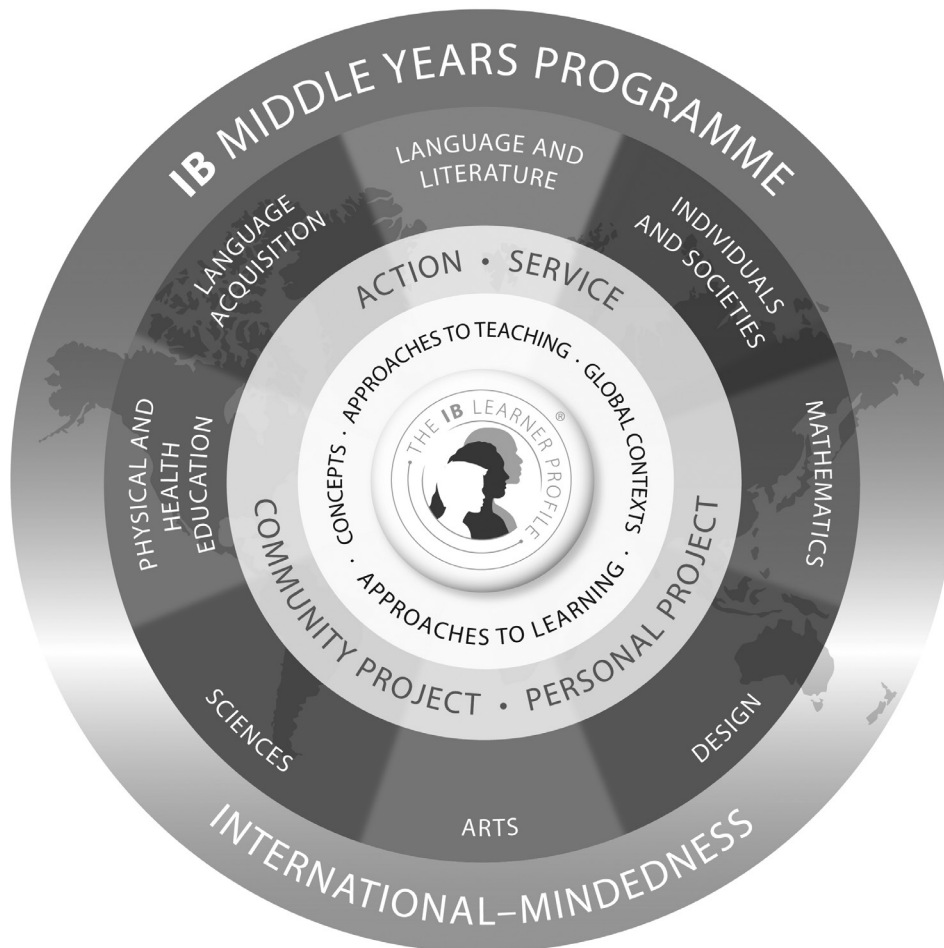 IB MIDDLE YEARS PROGRAMME
LANGUAGE AND
LITERATURE
INDIVIDUALS
AND SOCIETIES
MATHEMATICS
DESIGN
ARTS
SCIENCES
PHYSICAL AND
HEALTH
EDUCATION
LANGUAGE
ACQUISITION
ACTION • SERVICE
PERSONAL PROJECT
•
COMMUNITY PROJECT
APPROACHES TO TEACHING •
GLOBAL CONTEXTS •
APPROACHES TO LEARNING •
CONCEPTS •
• THE IB LEARNER PROFILE •
®
INTERNATIONAL–MINDEDNESS